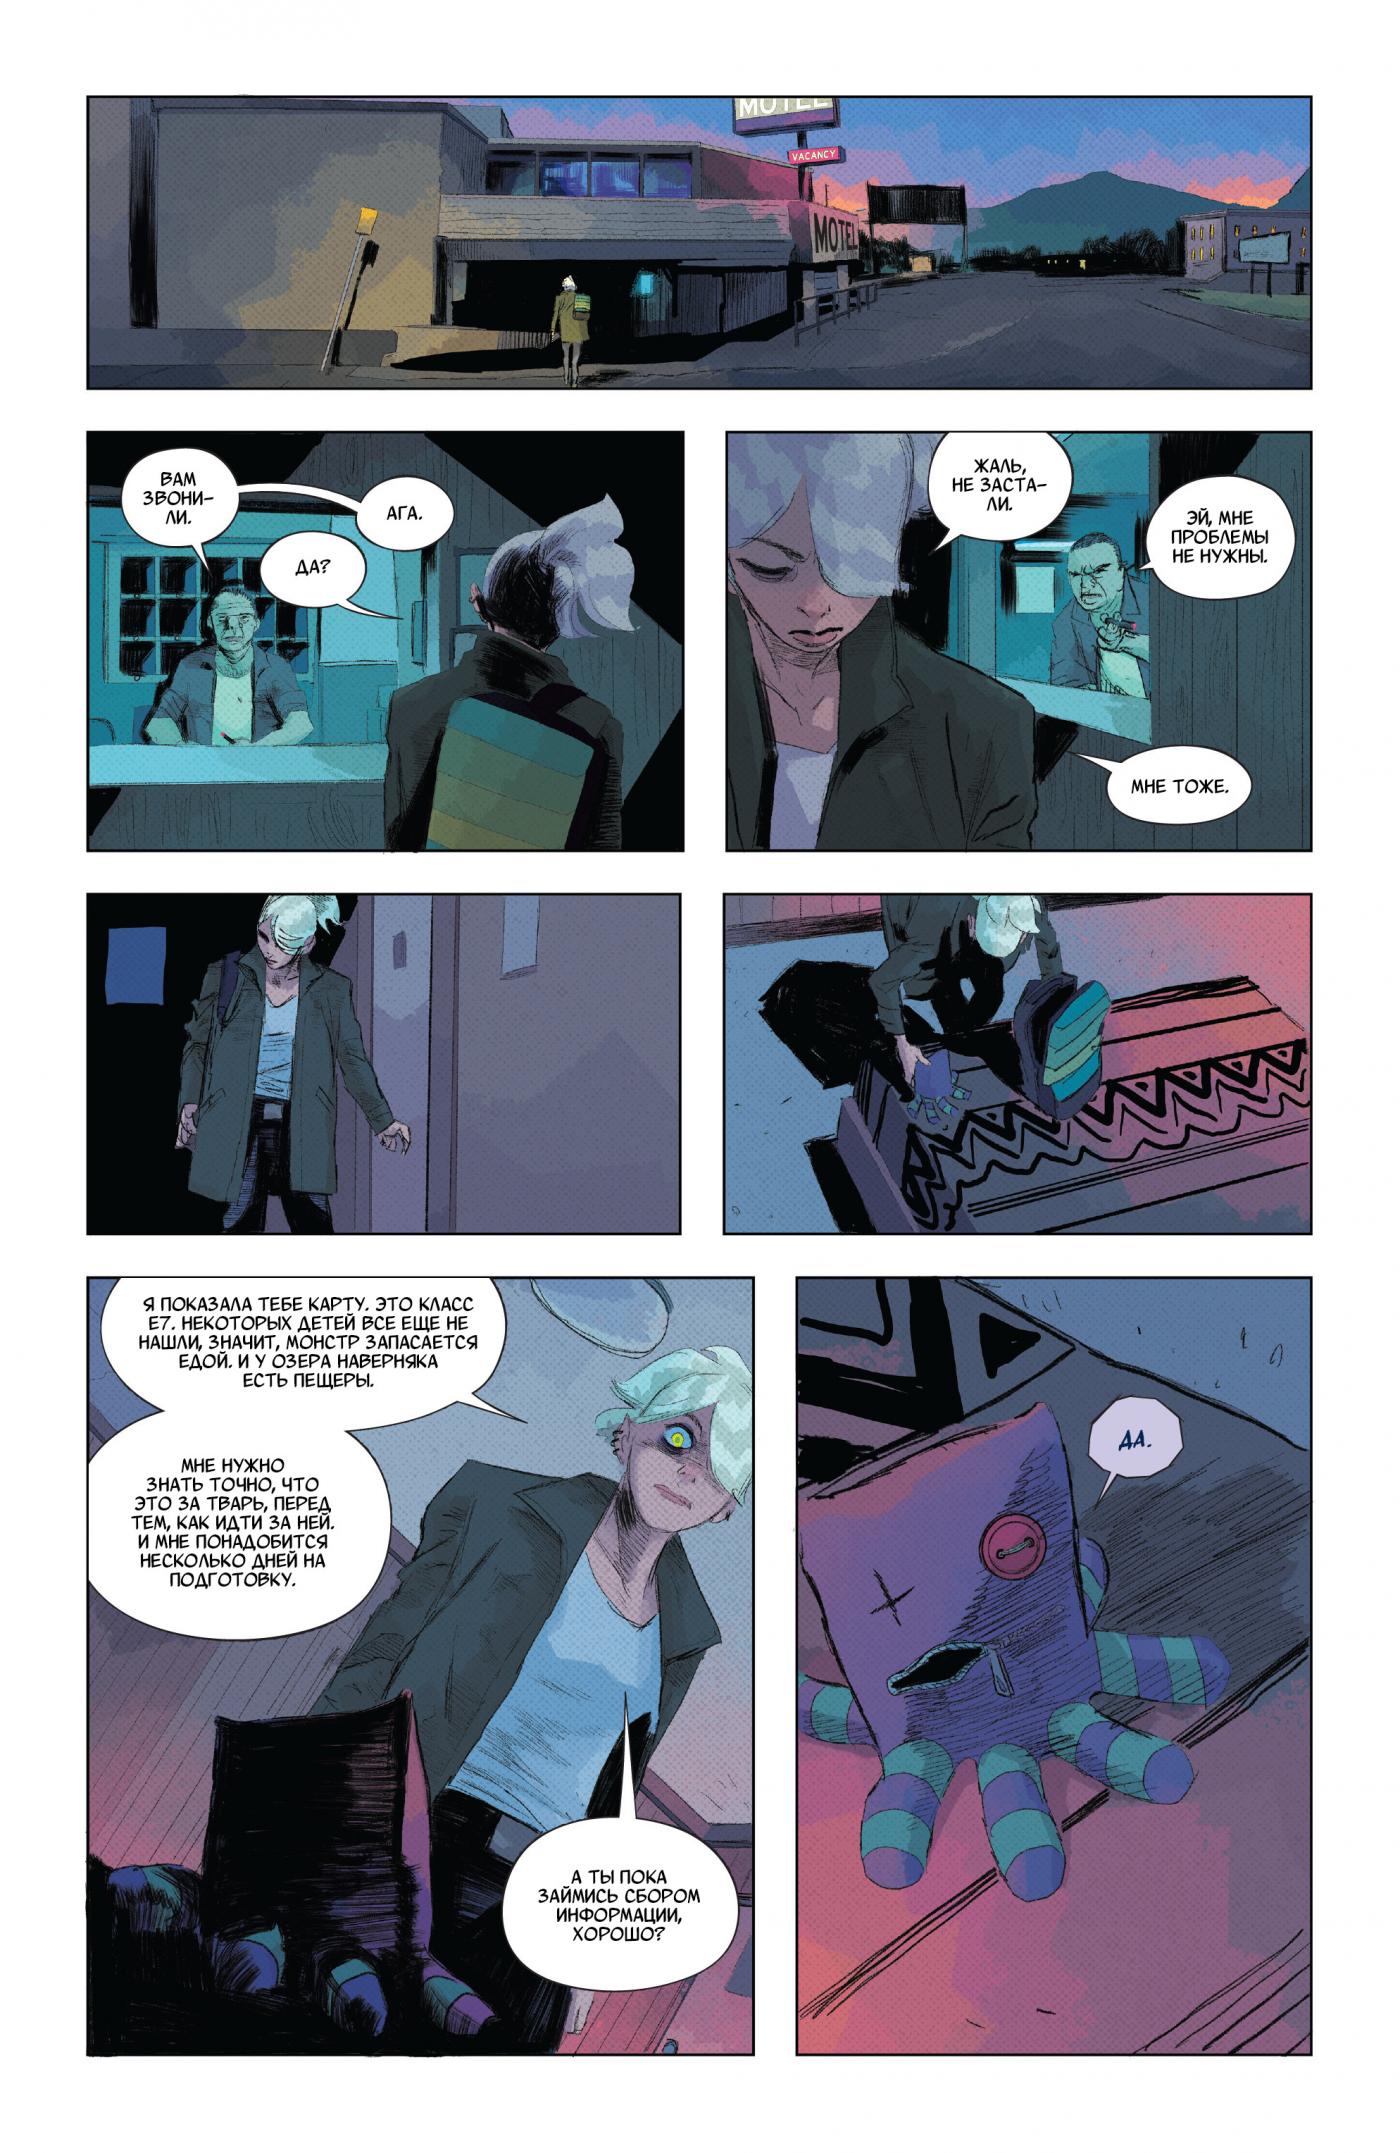 MOTEL
VACANCY
MOTEL
ВАМ
ЗВОНИ-
ЛИ.
ДА?
АГА.
ЖАЛЬ,
НЕ ЗАСТА-
ЛИ.
ЭЙ, МНЕ
ПРОБЛЕМЫ
НЕ НУЖНЫ.
МНЕ ТОЖЕ.
Я ПОКАЗАЛА ТЕБЕ КАРТУ. ЭТО КЛАСС
Е7. НЕКОТОРЫХ ДЕТЕЙ ВСЕ ЕЩЕ НЕ
НАШЛИ, ЗНАЧИТ, МОНСТР ЗАПАСАЕТСЯ
ЕДОЙ. И У ОЗЕРА НАВЕРНЯКА
ЕСТЬ ПЕЩЕРЫ.
МНЕ НУЖНО
ЗНАТЬ ТОЧНО, ЧТО
ЭТО ЗА ТВАРЬ, ПЕРЕД
ТЕМ, КАК ИДТИ ЗА НЕЙ.
И МНЕ ПОНАДОБИТСЯ
НЕСКОЛЬКО ДНЕЙ НА
ПОДГОТОВКУ.
А ТЫ ПОКА
ЗАЙМИСЬ СБОРОМ
ИНФОРМАЦИИ,
ХОРОШО?
ДА.